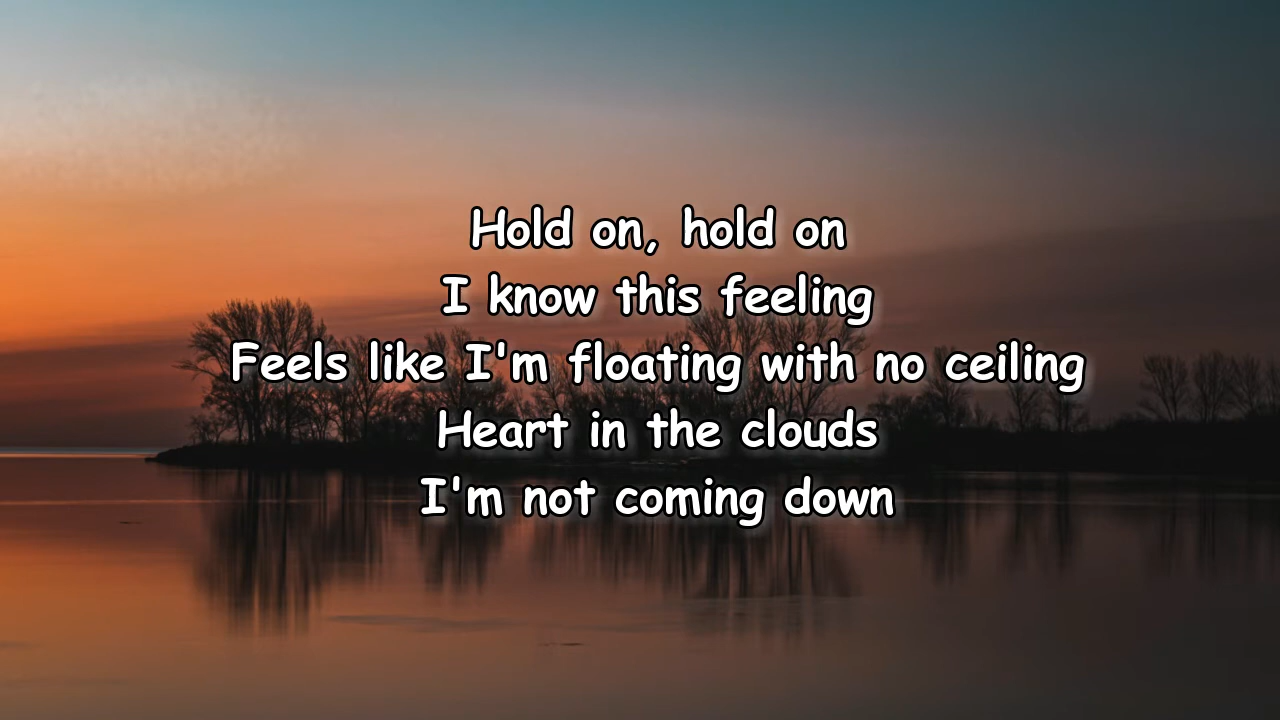 Hold on, hold on
I know this feeling
Feels like I'm floating with no ceiling
Heart in the clouds
I'm not coming down